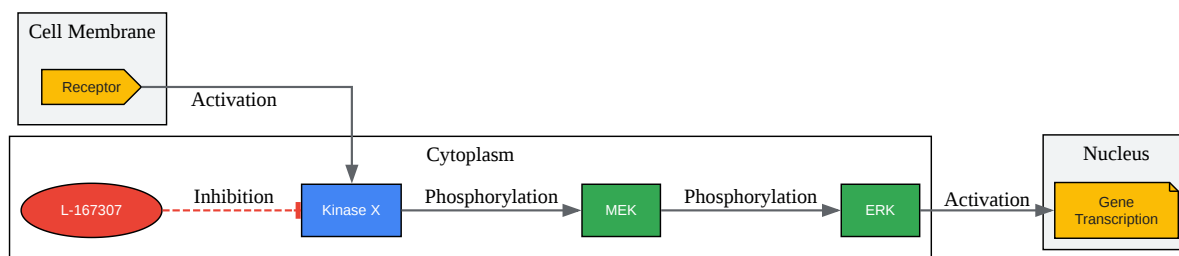 Cell Membrane
Receptor
Activation
Cytoplasm
L-167307
Inhibition
Kinase X
Phosphorylation
MEK
Phosphorylation
ERK
Activation
Nucleus
Gene
Transcription